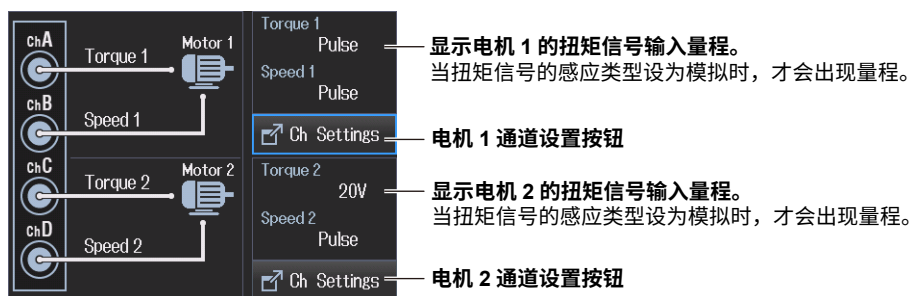 ChA
Torque 1
Motor 1
ChB
Speed 1
ChC
Torque 2
Motor 2
ChD
Speed 2
Torque 1
Pulse
Speed 1
Pulse
Ch Settings
Torque 2
20V
Speed 2
Pulse
Ch Settings
显示电机 1 的扭矩信号输入量程。
当扭矩信号的感应类型设为模拟时，才会出现量程。
电机 1 通道设置按钮
显示电机 2 的扭矩信号输入量程。
当扭矩信号的感应类型设为模拟时，才会出现量程。
电机 2 通道设置按钮